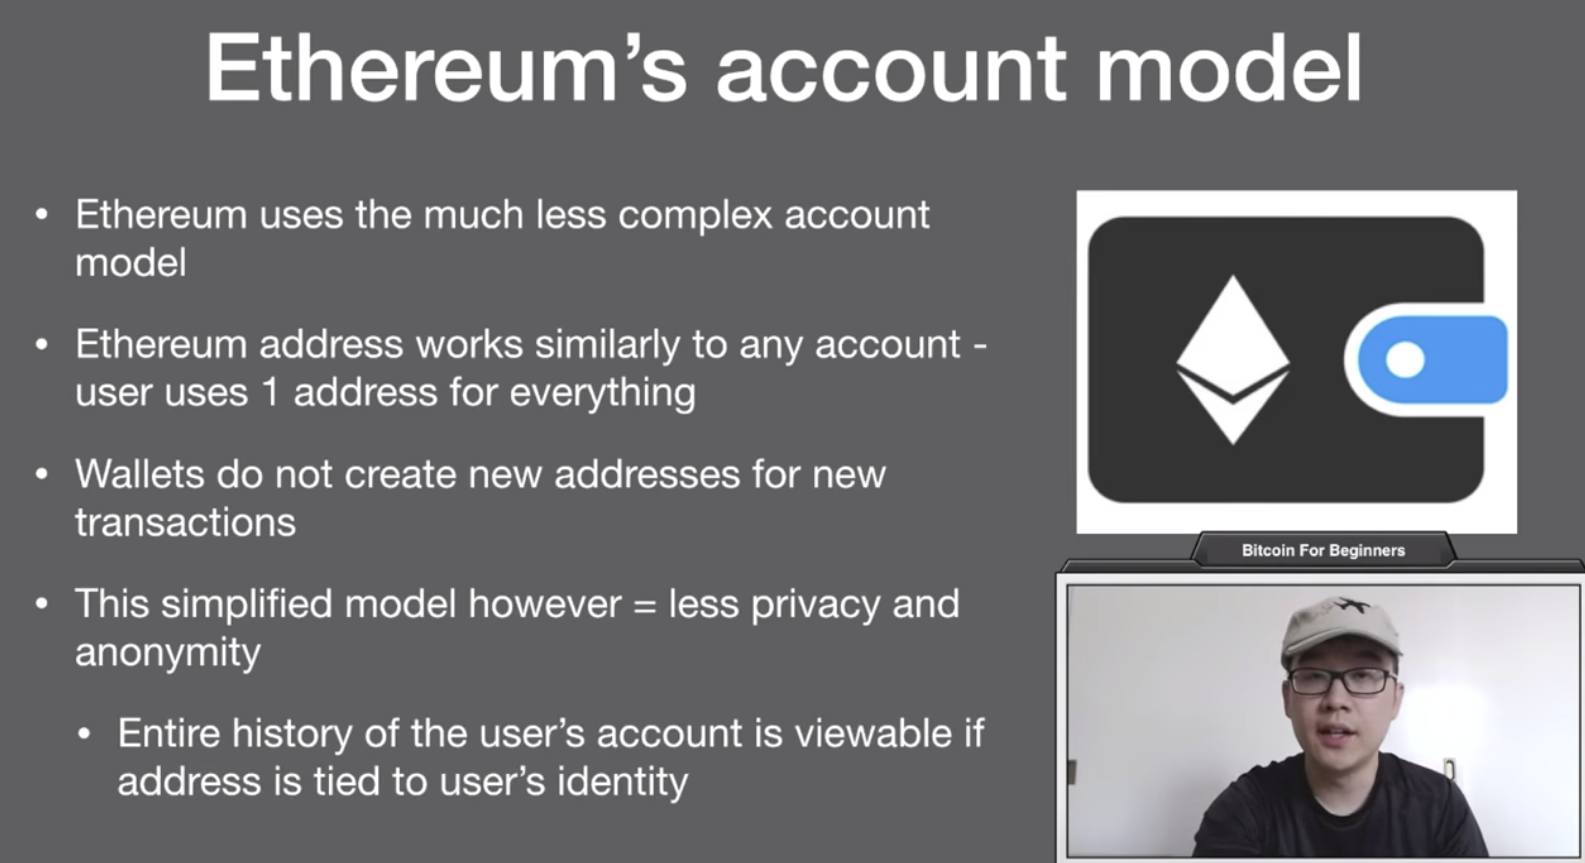 Ethereum’s account model
• Ethereum uses the much less complex account
model
• Ethereum address works similarly to any account -
user uses 1 address for everything
• Wallets do not create new addresses for new
transactions
• This simplified model however = less privacy and
anonymity
• Entire history of the user’s account is viewable if
address is tied to user’s identity
Bitcoin For Beginners